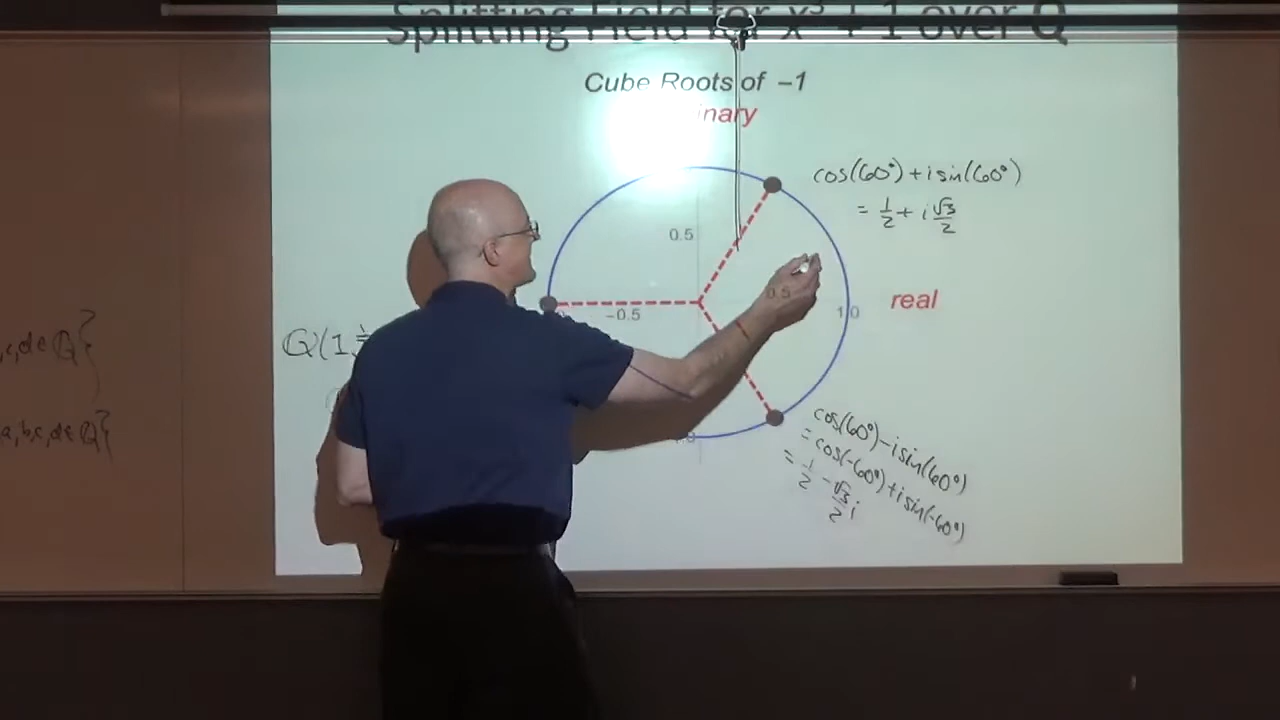 Splitting Field for x³ + 1 over Q
Cube Roots of −1
inary
cos(60°)+i sin(60°)
= 1/2 + i √3/2
0.5
−0.5
0.5
1.0
real
Q(1,
,c,d∈Q}
a,b,c,d∈Q}
cos(60°)−i sin(60°)
= cos(−60°)+i sin(−60°)
= 1/2 − √3/2 i